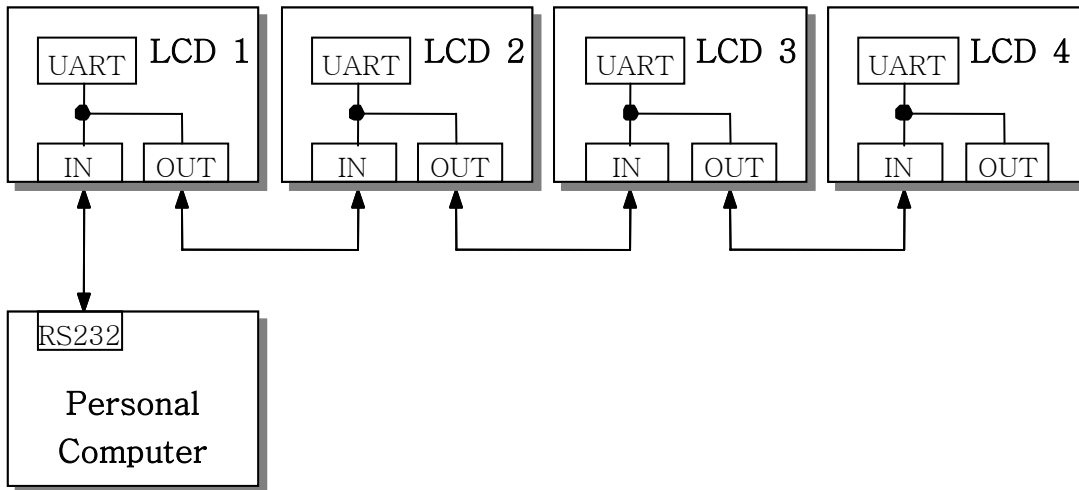 LCD 1
UART
IN
OUT
LCD 2
UART
IN
OUT
LCD 3
UART
IN
OUT
LCD 4
UART
IN
OUT
RS232
Personal
Computer